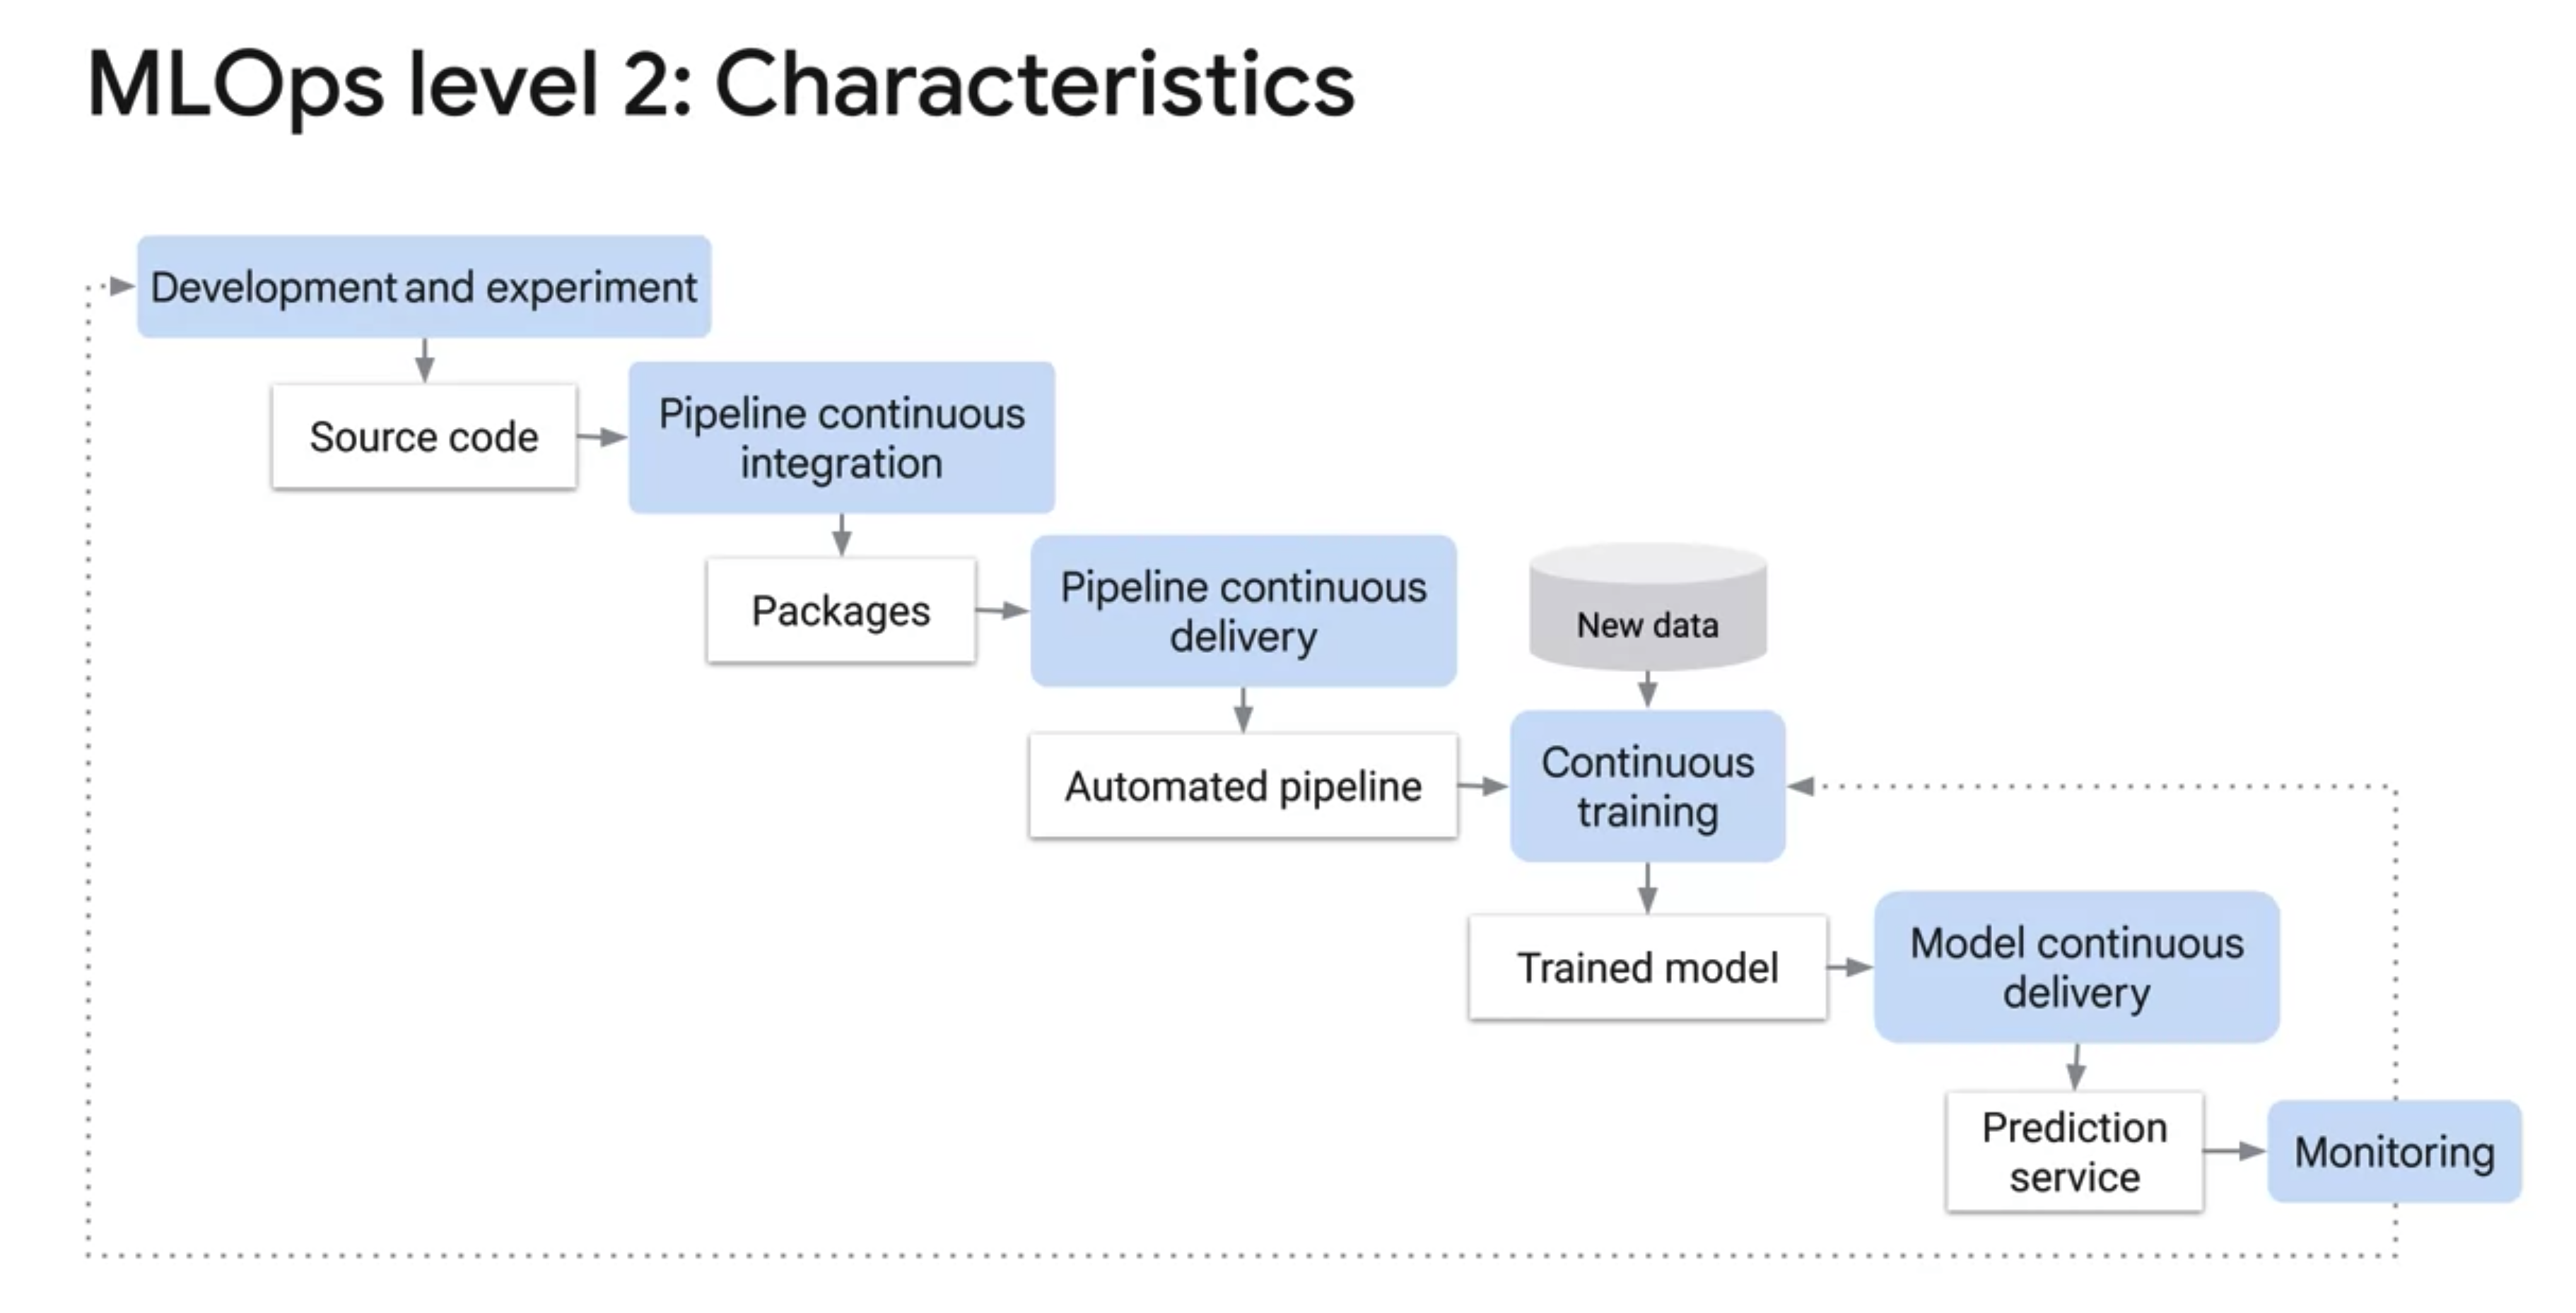 MLOps level 2: Characteristics
Development and experiment
Source code
Pipeline continuous
integration
Packages
Pipeline continuous
delivery
New data
Automated pipeline
Continuous
training
Trained model
Model continuous
delivery
Prediction
service
Monitoring